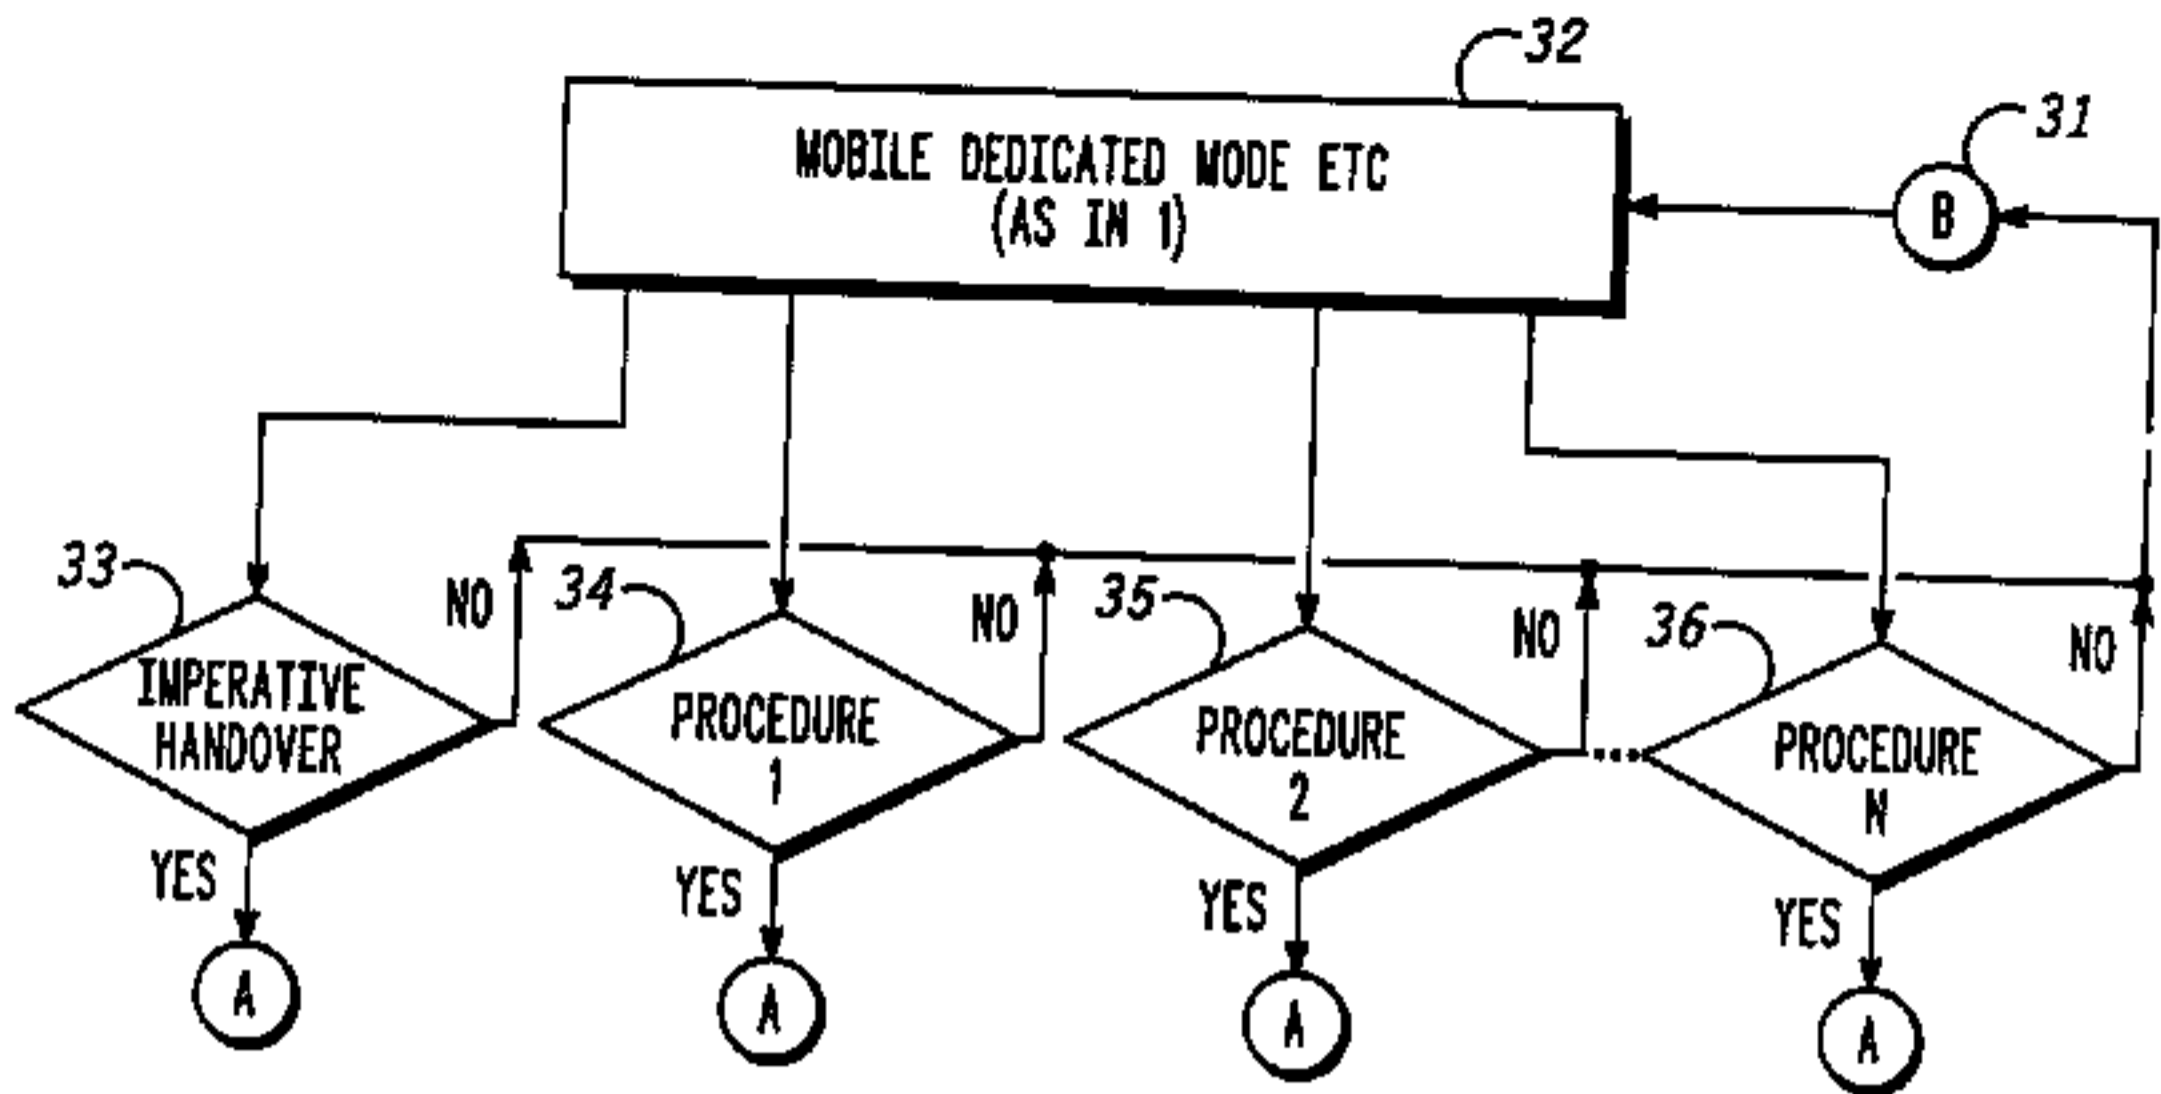 32
31
MOBILE DEDICATED MODE ETC
(AS IN 1)
B
33
NO
34
NO
35
NO
36
NO
IMPERATIVE
HANDOVER
PROCEDURE
1
PROCEDURE
2
PROCEDURE
N
YES
YES
YES
YES
A
A
A
A